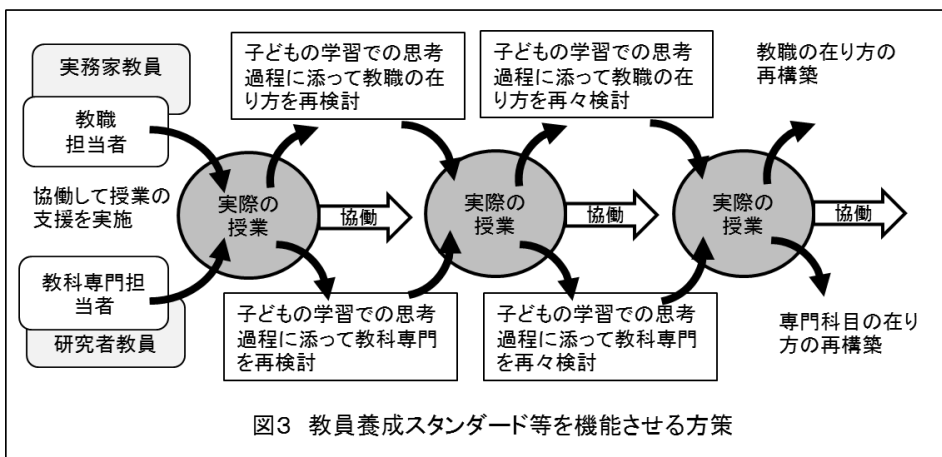 実務家教員
教職
担当者
協働して授業の
支援を実施
教科専門担
当者
研究者教員
実際の
授業
子どもの学習での思考
過程に添って教職の在
り方を再検討
子どもの学習での思考
過程に添って教科専門
を再検討
協働
実際の
授業
子どもの学習での思考
過程に添って教職の在
り方を再々検討
子どもの学習での思考
過程に添って教科専門
を再々検討
協働
実際の
授業
教職の在り方の
再構築
協働
専門科目の在り
方の再構築
図3 教員養成スタンダード等を機能させる方策